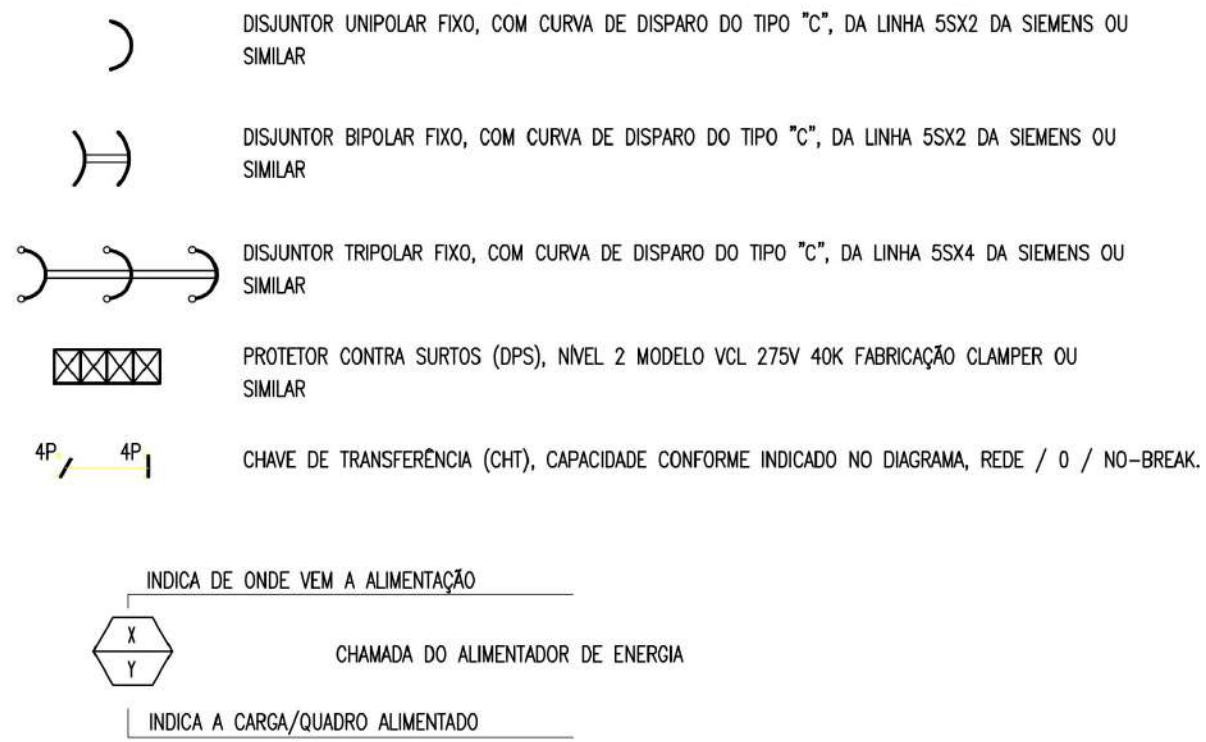 DISJUNTOR UNIPOLAR FIXO, COM CURVA DE DISPARO DO TIPO "C", DA LINHA 5SX2 DA SIEMENS OU
SIMILAR
DISJUNTOR BIPOLAR FIXO, COM CURVA DE DISPARO DO TIPO "C", DA LINHA 5SX2 DA SIEMENS OU
SIMILAR
DISJUNTOR TRIPOLAR FIXO, COM CURVA DE DISPARO DO TIPO "C", DA LINHA 5SX4 DA SIEMENS OU
SIMILAR
PROTETOR CONTRA SURTOS (DPS), NÍVEL 2 MODELO VCL 275V 40K FABRICAÇÃO CLAMPER OU
SIMILAR
4P 4P CHAVE DE TRANSFERÊNCIA (CHT), CAPACIDADE CONFORME INDICADO NO DIAGRAMA, REDE / 0 / NO-BREAK.
INDICA DE ONDE VEM A ALIMENTAÇÃO
X
CHAMADA DO ALIMENTADOR DE ENERGIA
Y
INDICA A CARGA/QUADRO ALIMENTADO